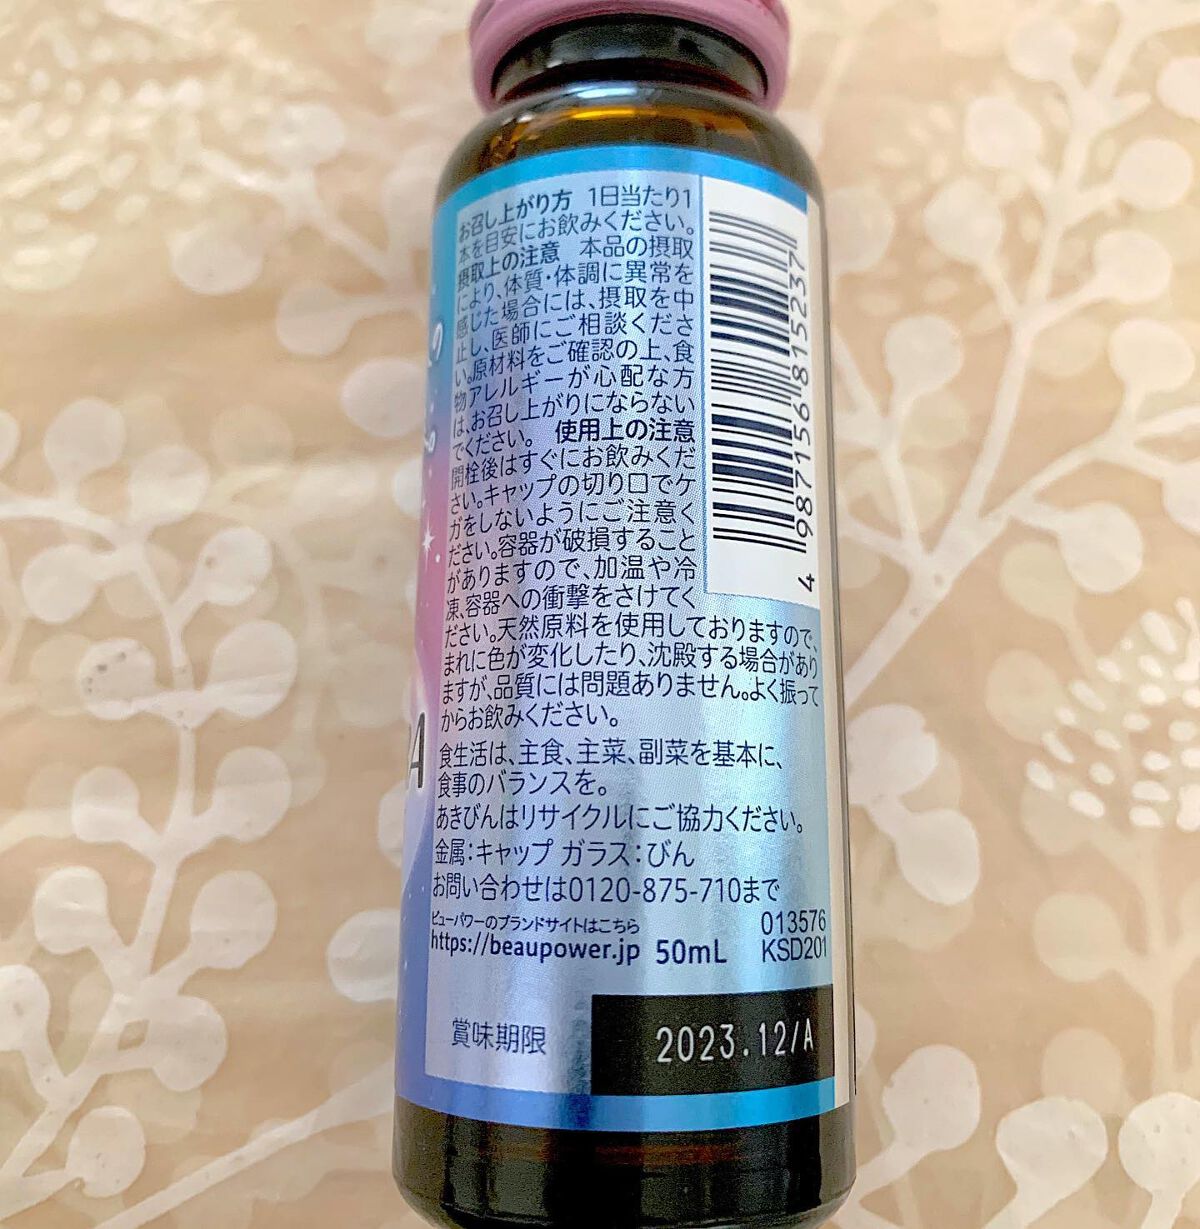 お召し上がり方 1日当たり1
本を目安にお飲みください。
摂取上の注意 本品の摂取
により、体質・体調に異常を
感じた場合には、摂取を中
止し、医師にご相談くださ
い。原材料をご確認の上、食
物アレルギーが心配な方
は、お召し上がりにならない
でください。 使用上の注意
開栓後はすぐにお飲みくだ
さい。キャップの切り口でケ
ガをしないようにご注意く
ださい。容器が破損すること
がありますので、加温や冷
凍、容器への衝撃をさけてく
ださい。天然原料を使用しておりますので、
まれに色が変化したり、沈殿する場合があり
ますが、品質には問題ありません。よく振って
からお飲みください。
食生活は、主食、主菜、副菜を基本に、
食事のバランスを。
あきびんはリサイクルにご協力ください。
金属:キャップ ガラス:びん
お問い合わせは0120-875-710まで
ビューパワーのブランドサイトはこちら
https://beaupower.jp 50mL
013576
KSD201
賞味期限 2023.12/A
4 987156 815237